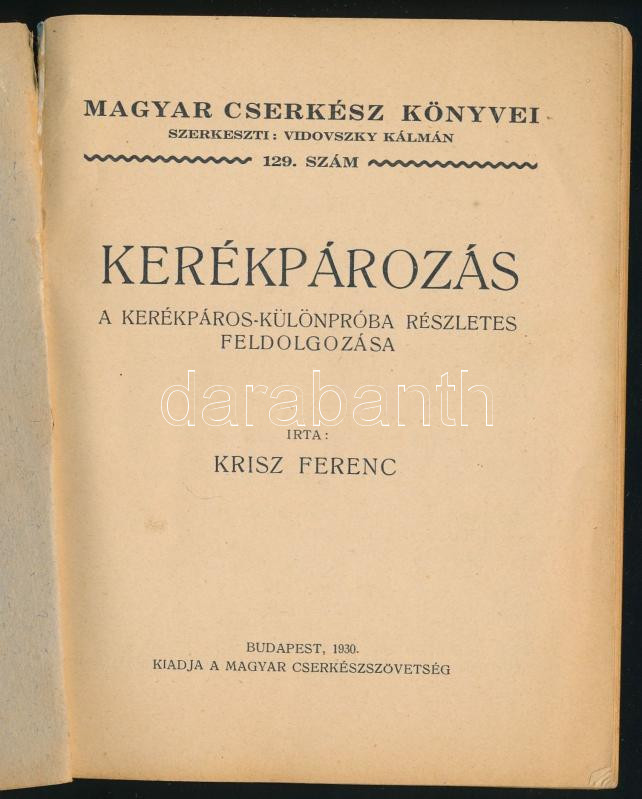 MAGYAR CSERKÉSZ KÖNYVEI
SZERKESZTI: VIDOVSZKY KÁLMÁN
129. SZÁM
KERÉKPÁROZÁS
A KERÉKPÁROS-KÜLÖNPRÓBA RÉSZLETES
FELDOLGOZÁSA
darabanth
IRTA:
KRISZ FERENC
BUDAPEST, 1930.
KIADJA A MAGYAR CSERKÉSZSZÖVETSÉG